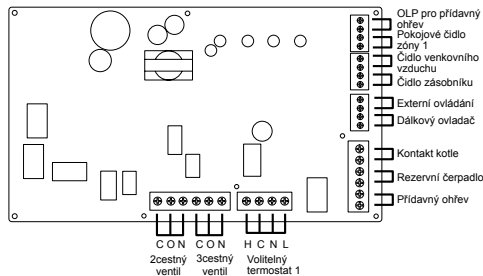 OLP pro přídavný
ohřev
Pokojové čidlo
zóny 1
Čidlo venkovního
vzduchu
Čidlo zásobníku
Externí ovládání
Dálkový ovladač
Kontakt kotle
Rezervní čerpadlo
Přídavný ohřev
C O N C O N H C N L
2cestný
ventil
3cestný
ventil
Volitelný
termostat 1